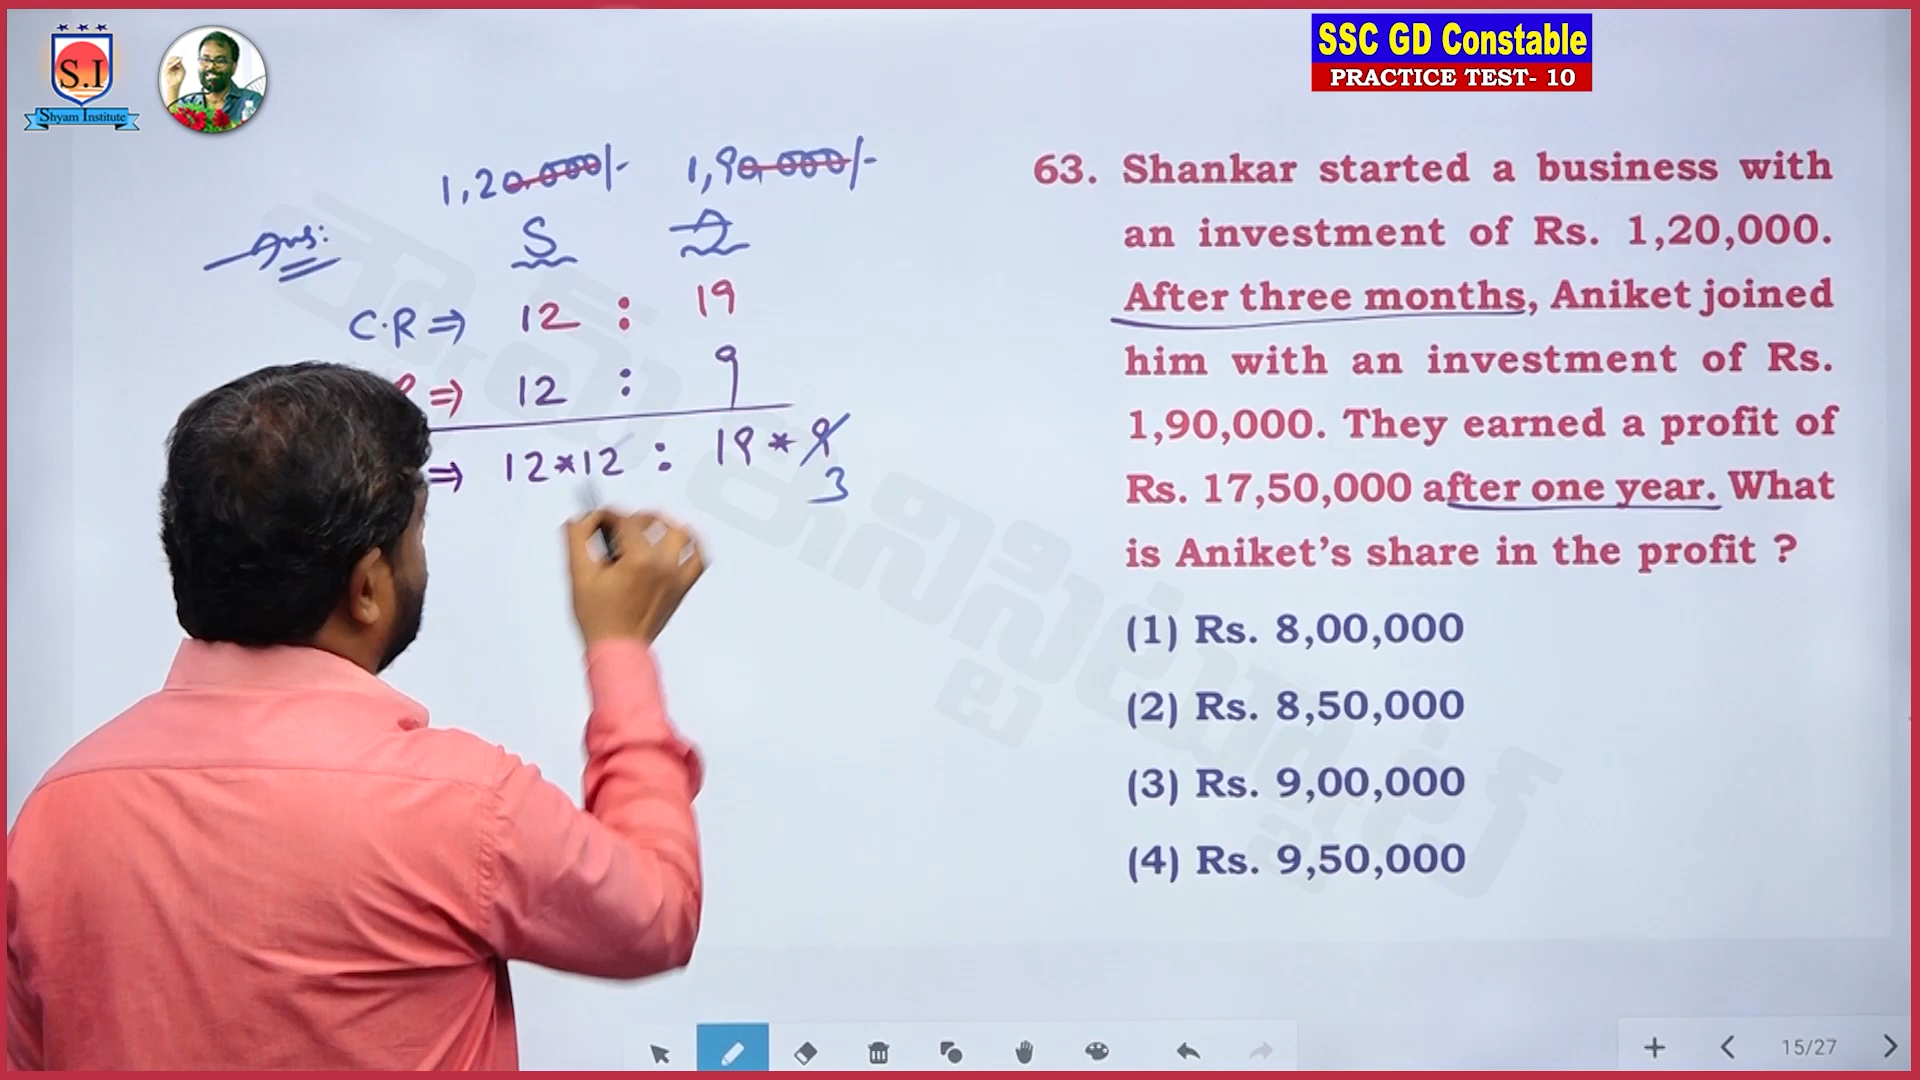 S.I
Shyam Institute
SSC GD Constable
PRACTICE TEST- 10
1,20,000/- 1,90,000/-
Ans: S A
C.R ⇒ 12 : 19
⇒ 12 : 9
⇒ 12*12 : 19*9
3
63. Shankar started a business with
an investment of Rs. 1,20,000.
After three months, Aniket joined
him with an investment of Rs.
1,90,000. They earned a profit of
Rs. 17,50,000 after one year. What
is Aniket's share in the profit ?
(1) Rs. 8,00,000
(2) Rs. 8,50,000
(3) Rs. 9,00,000
(4) Rs. 9,50,000
15/27